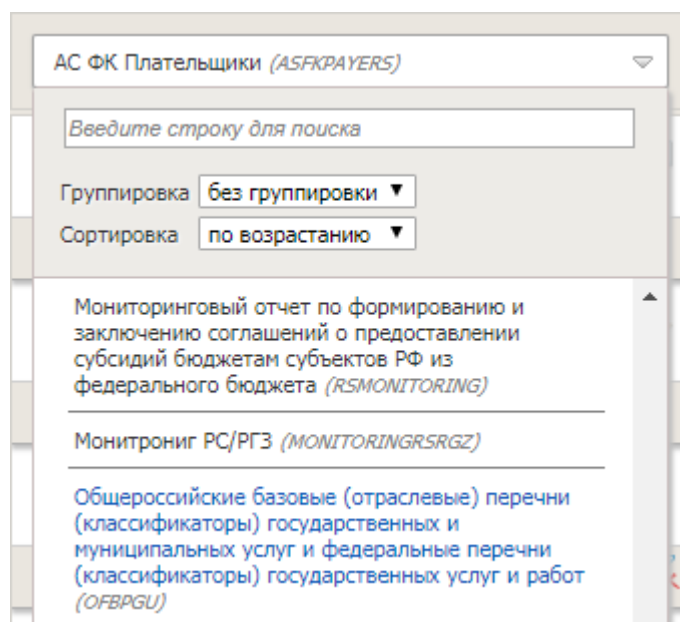 АС ФК Плательщики (ASFKPAYERS)
Введите строку для поиска
Группировка без группировки
Сортировка по возрастанию
Мониторинговый отчет по формированию и
заключению соглашений о предоставлении
субсидий бюджетам субъектов РФ из
федерального бюджета (RSMONITORING)
Монитрониг РС/РГЗ (MONITORINGRSRGZ)
Общероссийские базовые (отраслевые) перечни
(классификаторы) государственных и
муниципальных услуг и федеральные перечни
(классификаторы) государственных услуг и работ
(OFBPGU)